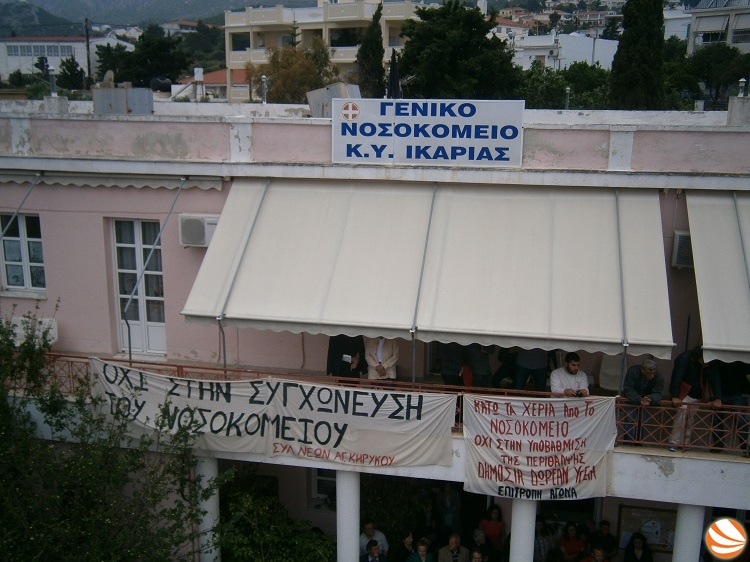 ΓΕΝΙΚΟ
ΝΟΣΟΚΟΜΕΙΟ
Κ.Υ. ΙΚΑΡΙΑΣ
ΟΧΙ ΣΤΗΝ ΣΥΓΧΩΝΕΥΣΗ
ΤΟΥ ΝΟΣΟΚΟΜΕΙΟΥ
ΣΥΛ ΝΕΩΝ ΑΓ.ΚΗΡΥΚΟΥ
ΚΑΤΩ ΤΑ ΧΕΡΙΑ ΑΠΟ ΤΟ
ΝΟΣΟΚΟΜΕΙΟ
ΟΧΙ ΣΤΗΝ ΥΠΟΒΑΘΜΙΣΗ
ΤΗΣ ΠΕΡΙΘΑΛΨΗΣ
ΔΗΜΟΣΙΑ ΔΩΡΕΑΝ ΥΓΕΙΑ
ΕΠΙΤΡΟΠΗ ΑΓΩΝΑ